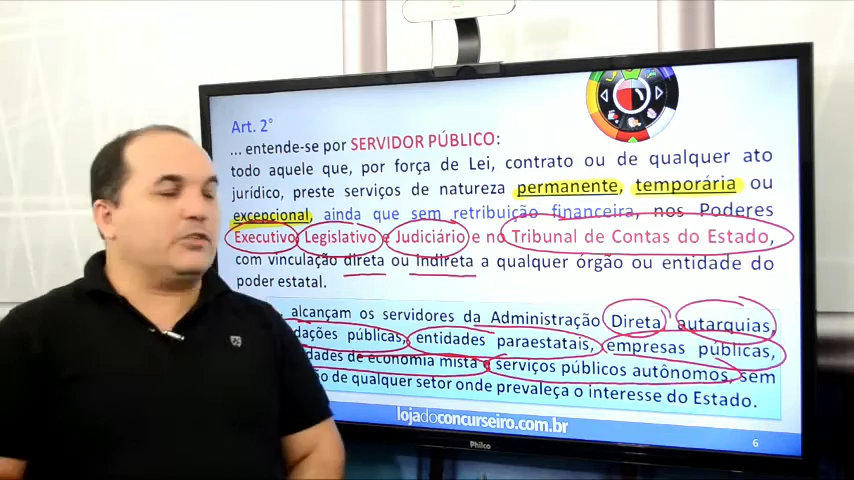 Art. 2°
... entende-se por SERVIDOR PÚBLICO:
todo aquele que, por força de Lei, contrato ou de qualquer ato
jurídico, preste serviços de natureza permanente, temporária ou
excepcional, ainda que sem retribuição financeira, nos Poderes
Executivo, Legislativo e Judiciário e no Tribunal de Contas do Estado,
com vinculação direta ou indireta a qualquer órgão ou entidade do
poder estatal.
alcançam os servidores da Administração Direta, autarquias,
dações públicas, entidades paraestatais, empresas públicas,
dades de economia mista e serviços públicos autônomos, sem
o de qualquer setor onde prevaleça o interesse do Estado.
lojadoconcurseiro.com.br
6
Philco